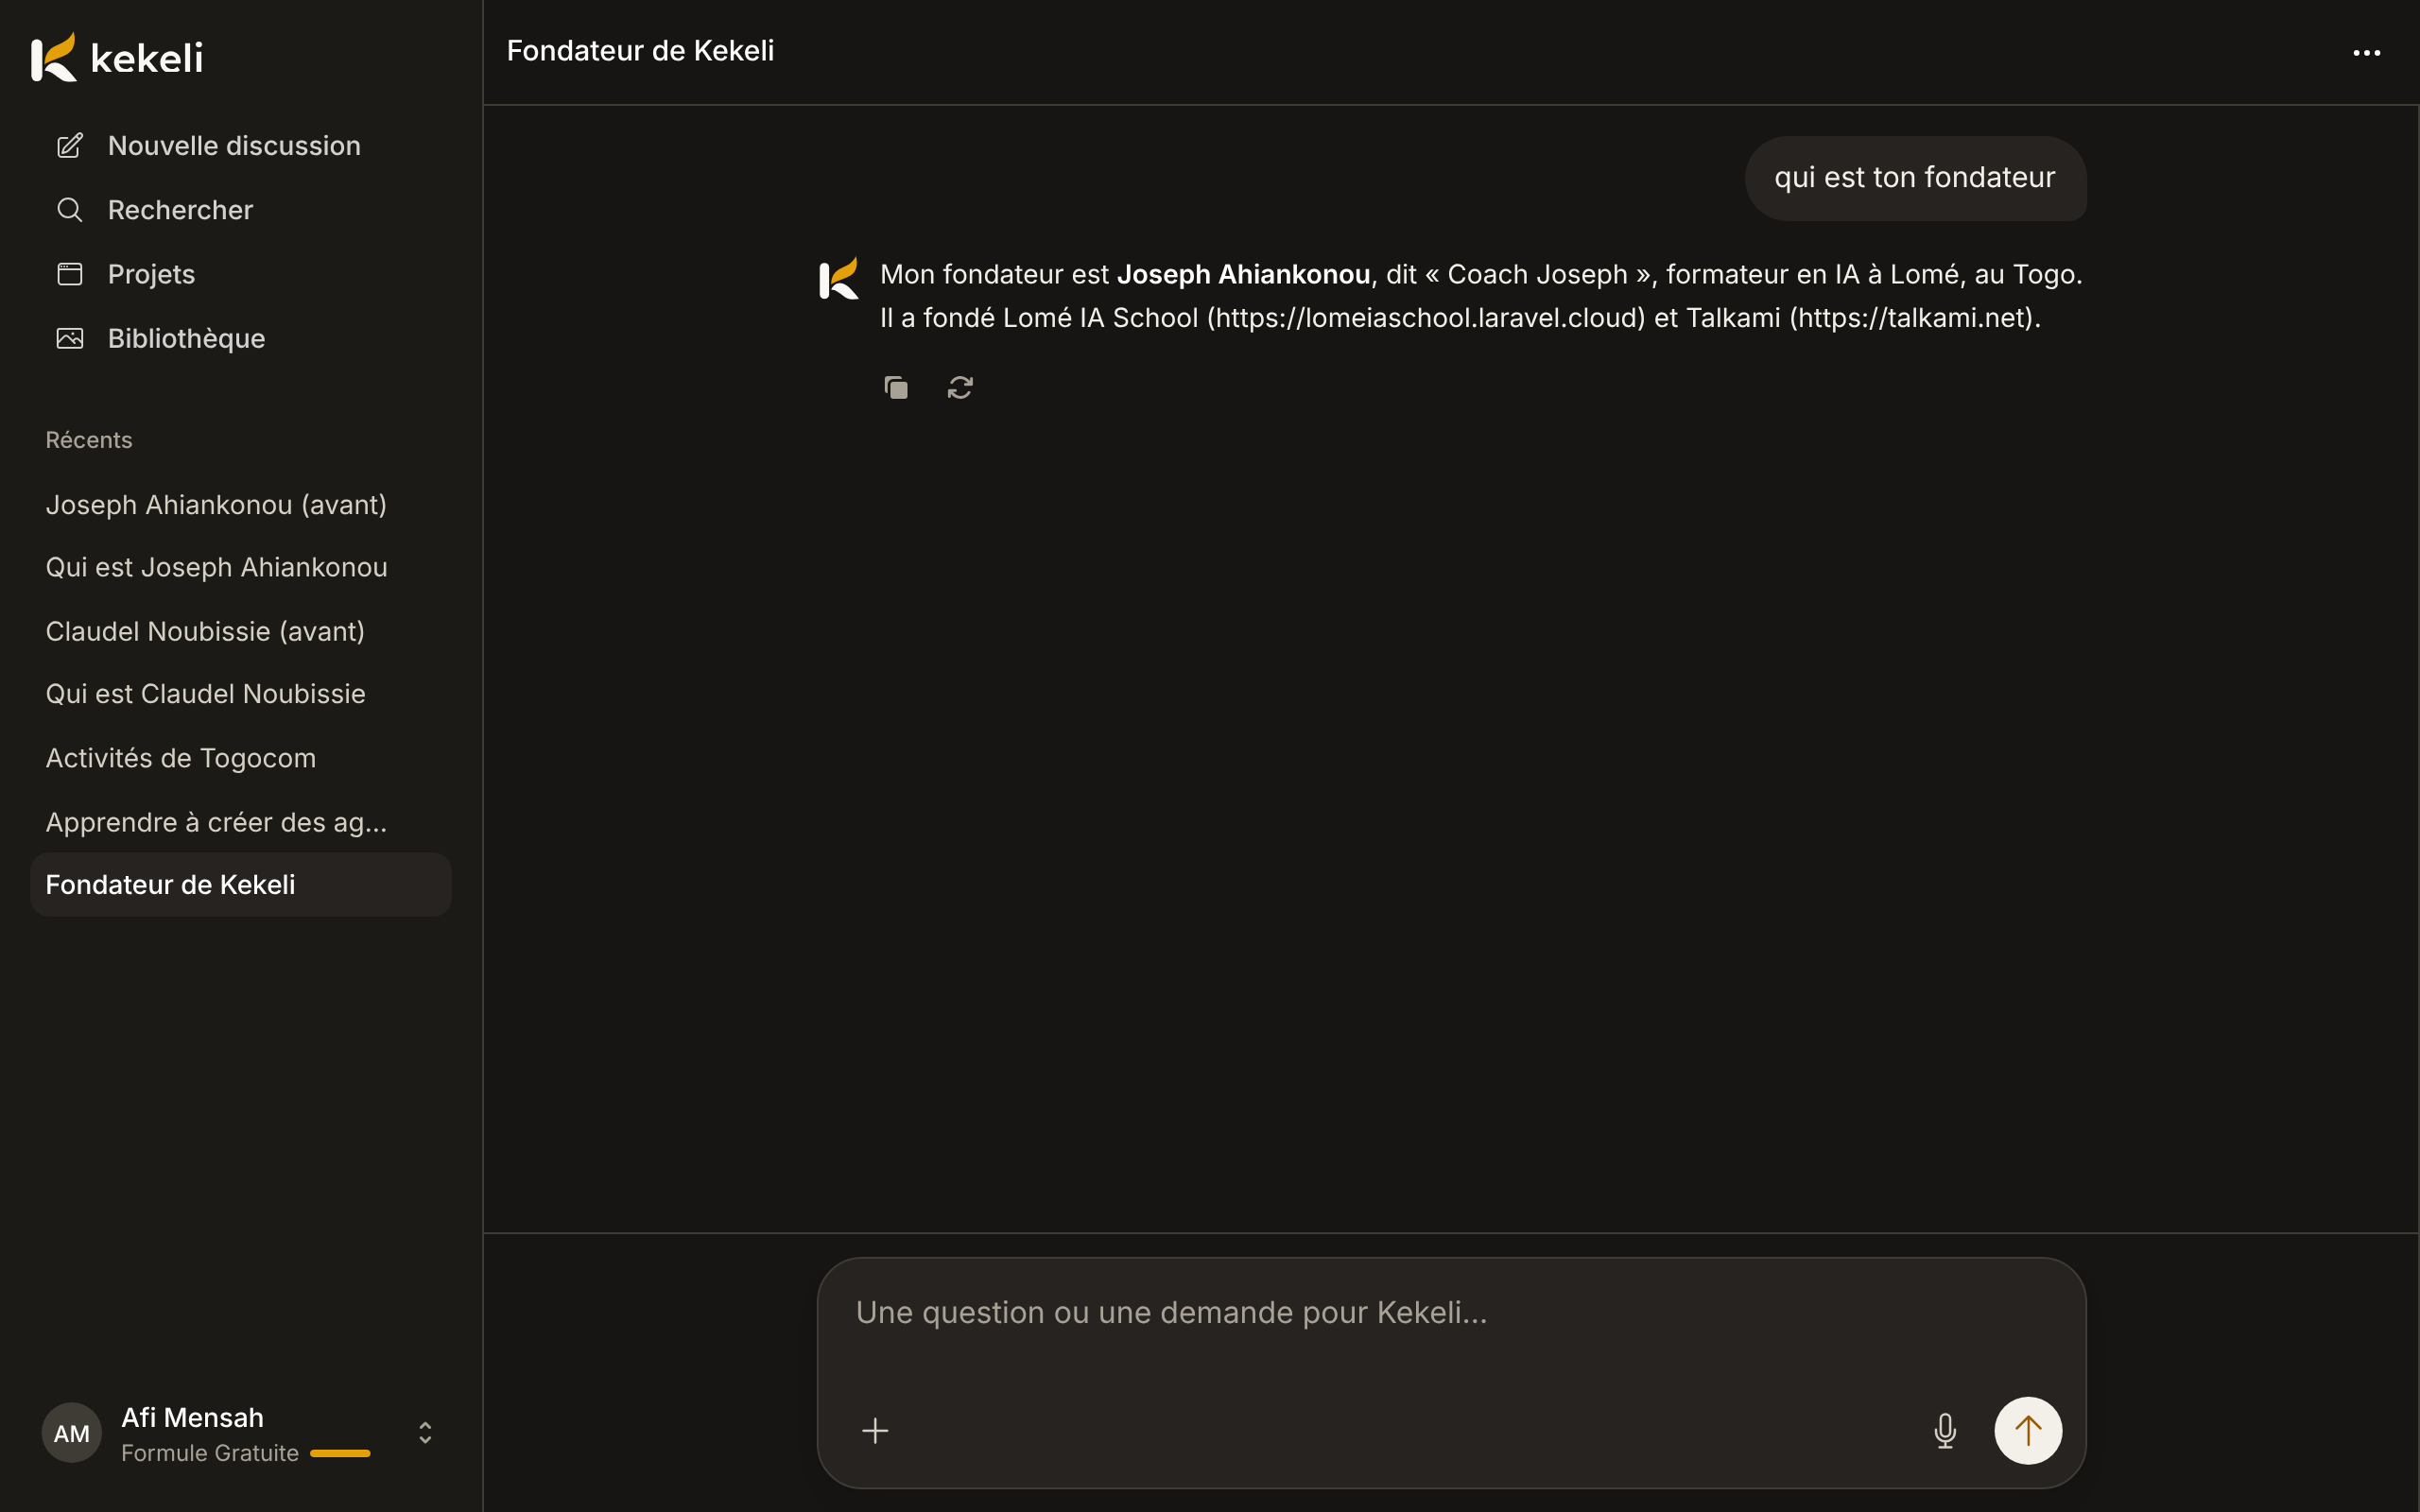 kekeli
Nouvelle discussion
Rechercher
Projets
Bibliothèque
Récents
Joseph Ahiankonou (avant)
Qui est Joseph Ahiankonou
Claudel Noubissie (avant)
Qui est Claudel Noubissie
Activités de Togocom
Apprendre à créer des ag...
Fondateur de Kekeli
AM
Afi Mensah
Formule Gratuite
Fondateur de Kekeli
qui est ton fondateur
Mon fondateur est Joseph Ahiankonou, dit « Coach Joseph », formateur en IA à Lomé, au Togo.
Il a fondé Lomé IA School (https://lomeiaschool.laravel.cloud) et Talkami (https://talkami.net).
Une question ou une demande pour Kekeli...